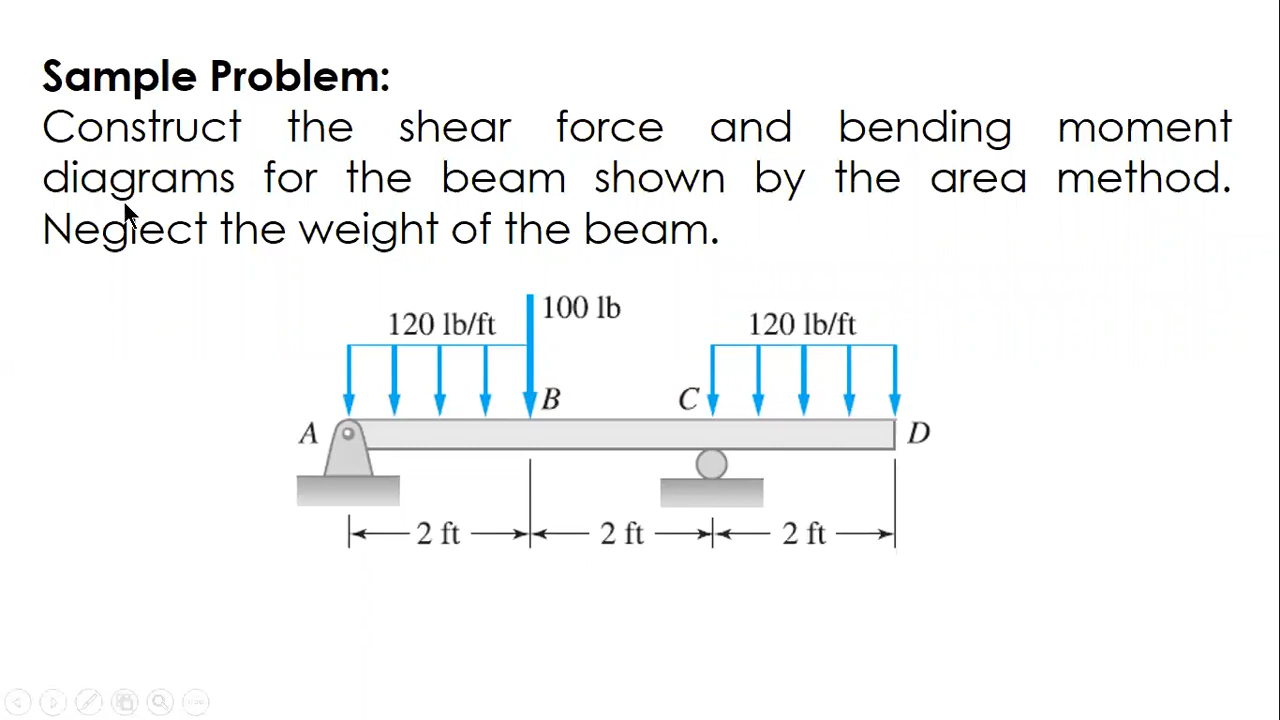 Sample Problem:
Construct the shear force and bending moment
diagrams for the beam shown by the area method.
Neglect the weight of the beam.
100 lb
120 lb/ft
120 lb/ft
B
C
A
D
2 ft
2 ft
2 ft